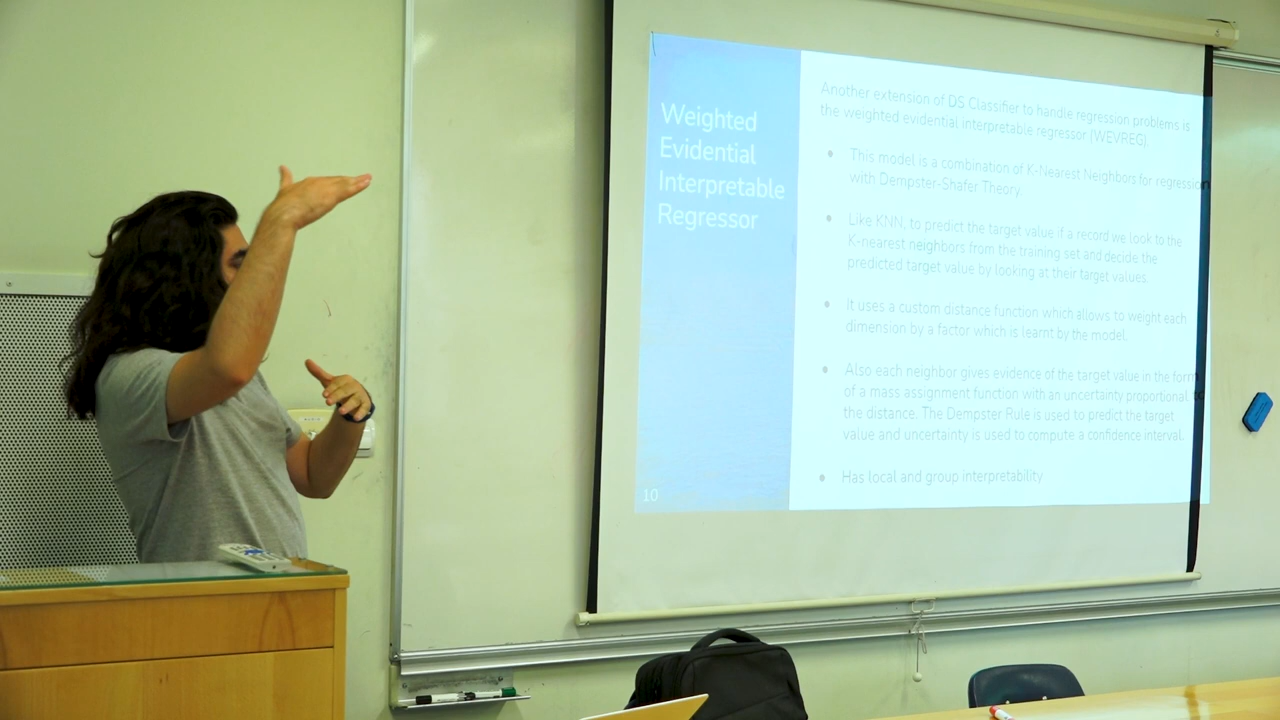 Weighted
Evidential
Interpretable
Regressor
Another extension of DS Classifier to handle regression problems is
the weighted evidential interpretable regressor (WEVREG).
This model is a combination of K-Nearest Neighbors for regression
with Dempster-Shafer Theory
Like KNN, to predict the target value if a record we look to the
K-nearest neighbors from the training set and decide the
predicted target value by looking at their target values.
It uses a custom distance function which allows to weight each
dimension by a factor which is learnt by the model.
Also each neighbor gives evidence of the target value in the form
of a mass assignment function with an uncertainty proportional to
the distance. The Dempster Rule is used to predict the target
value and uncertainty is used to compute a confidence interval.
Has local and group interpretability
10